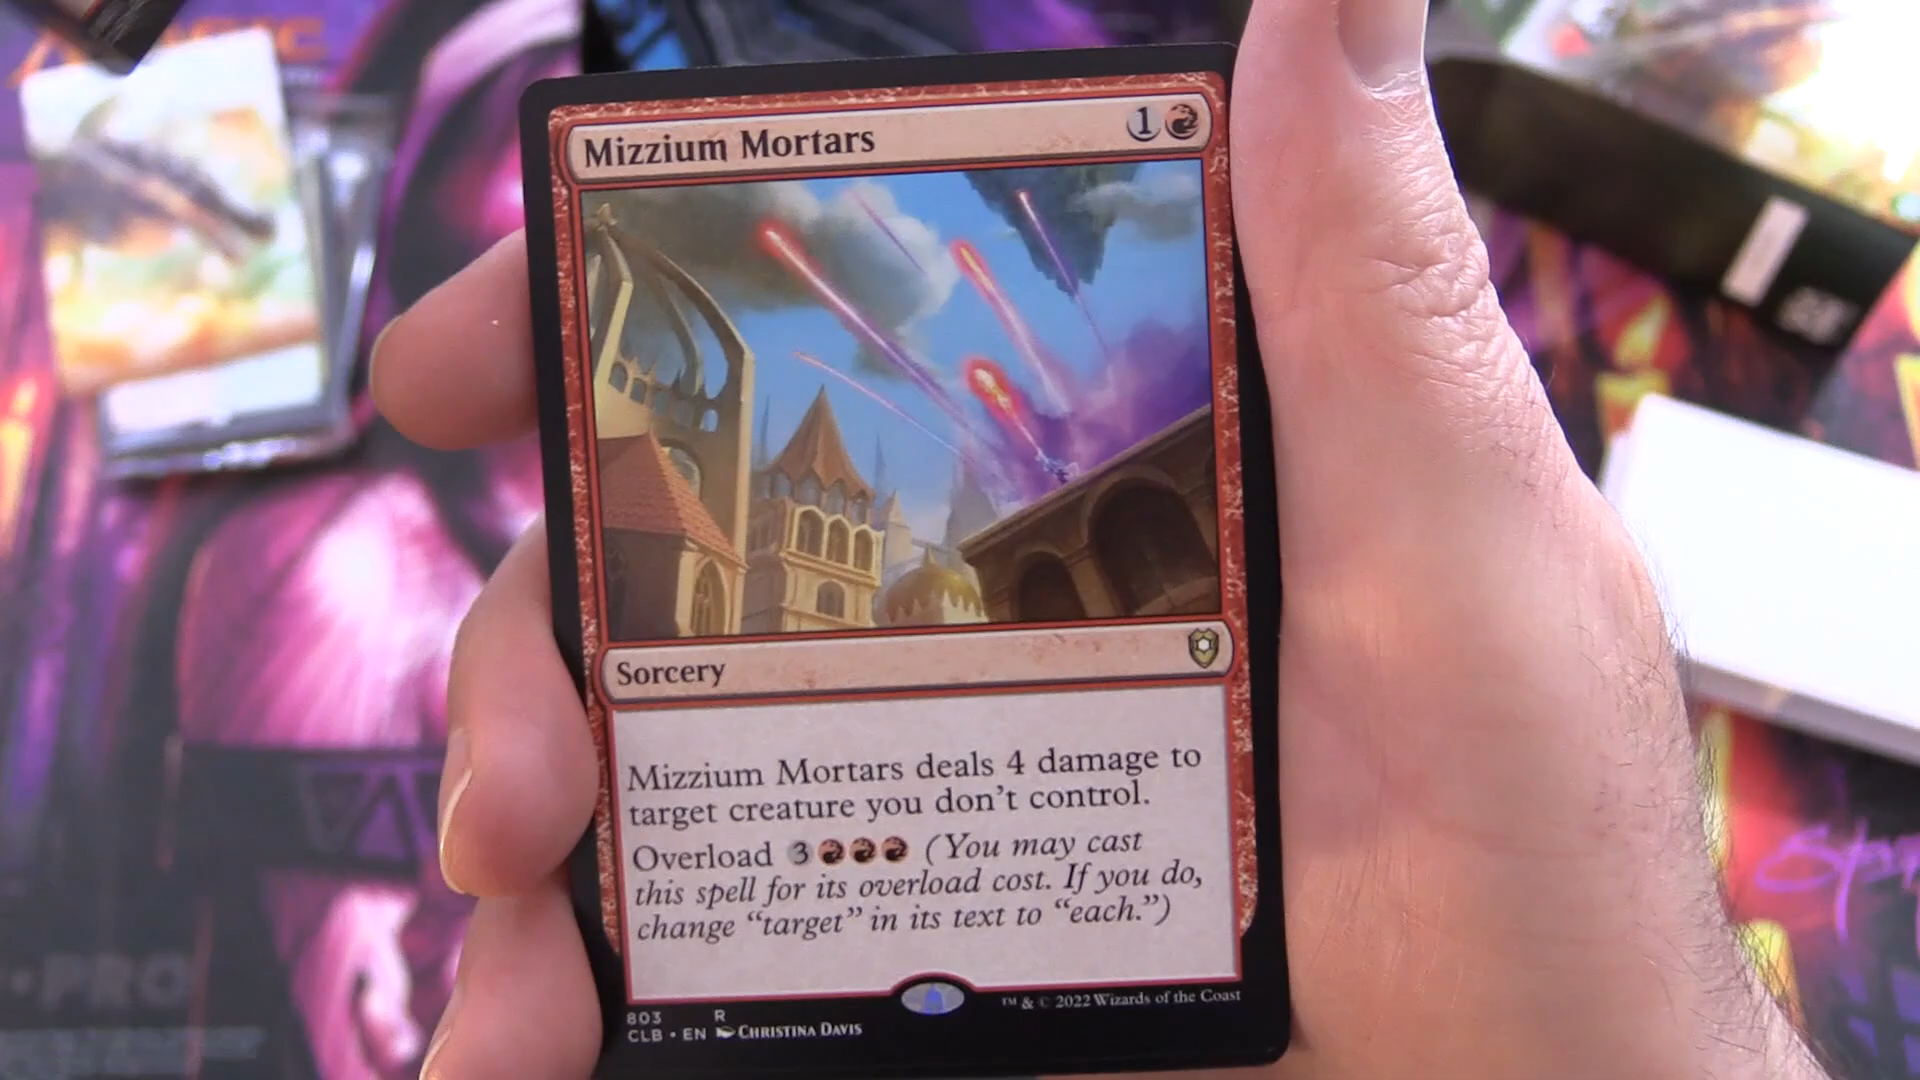 Mizzium Mortars 1
Sorcery
Mizzium Mortars deals 4 damage to
target creature you don't control.
Overload 3 (You may cast
this spell for its overload cost. If you do,
change "target" in its text to "each.")
803 R
CLB • EN CHRISTINA DAVIS
™ & © 2022 Wizards of the Coast
PRO